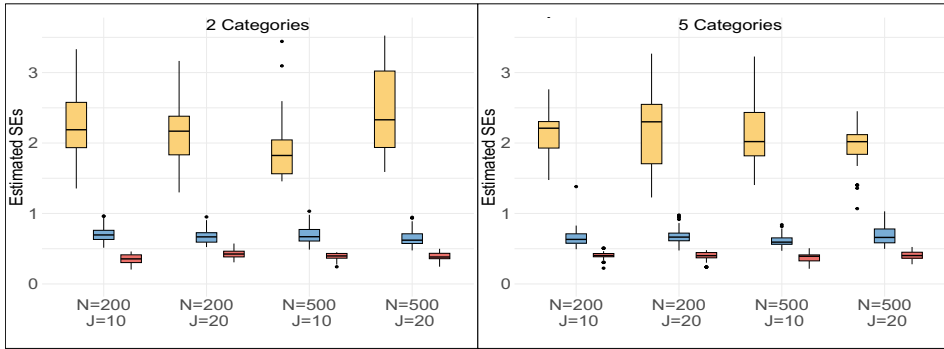 2 Categories
Estimated SEs
3
2
1
0
N=200 J=10
N=200 J=20
N=500 J=10
N=500 J=20
5 Categories
Estimated SEs
3
2
1
0
N=200 J=10
N=200 J=20
N=500 J=10
N=500 J=20